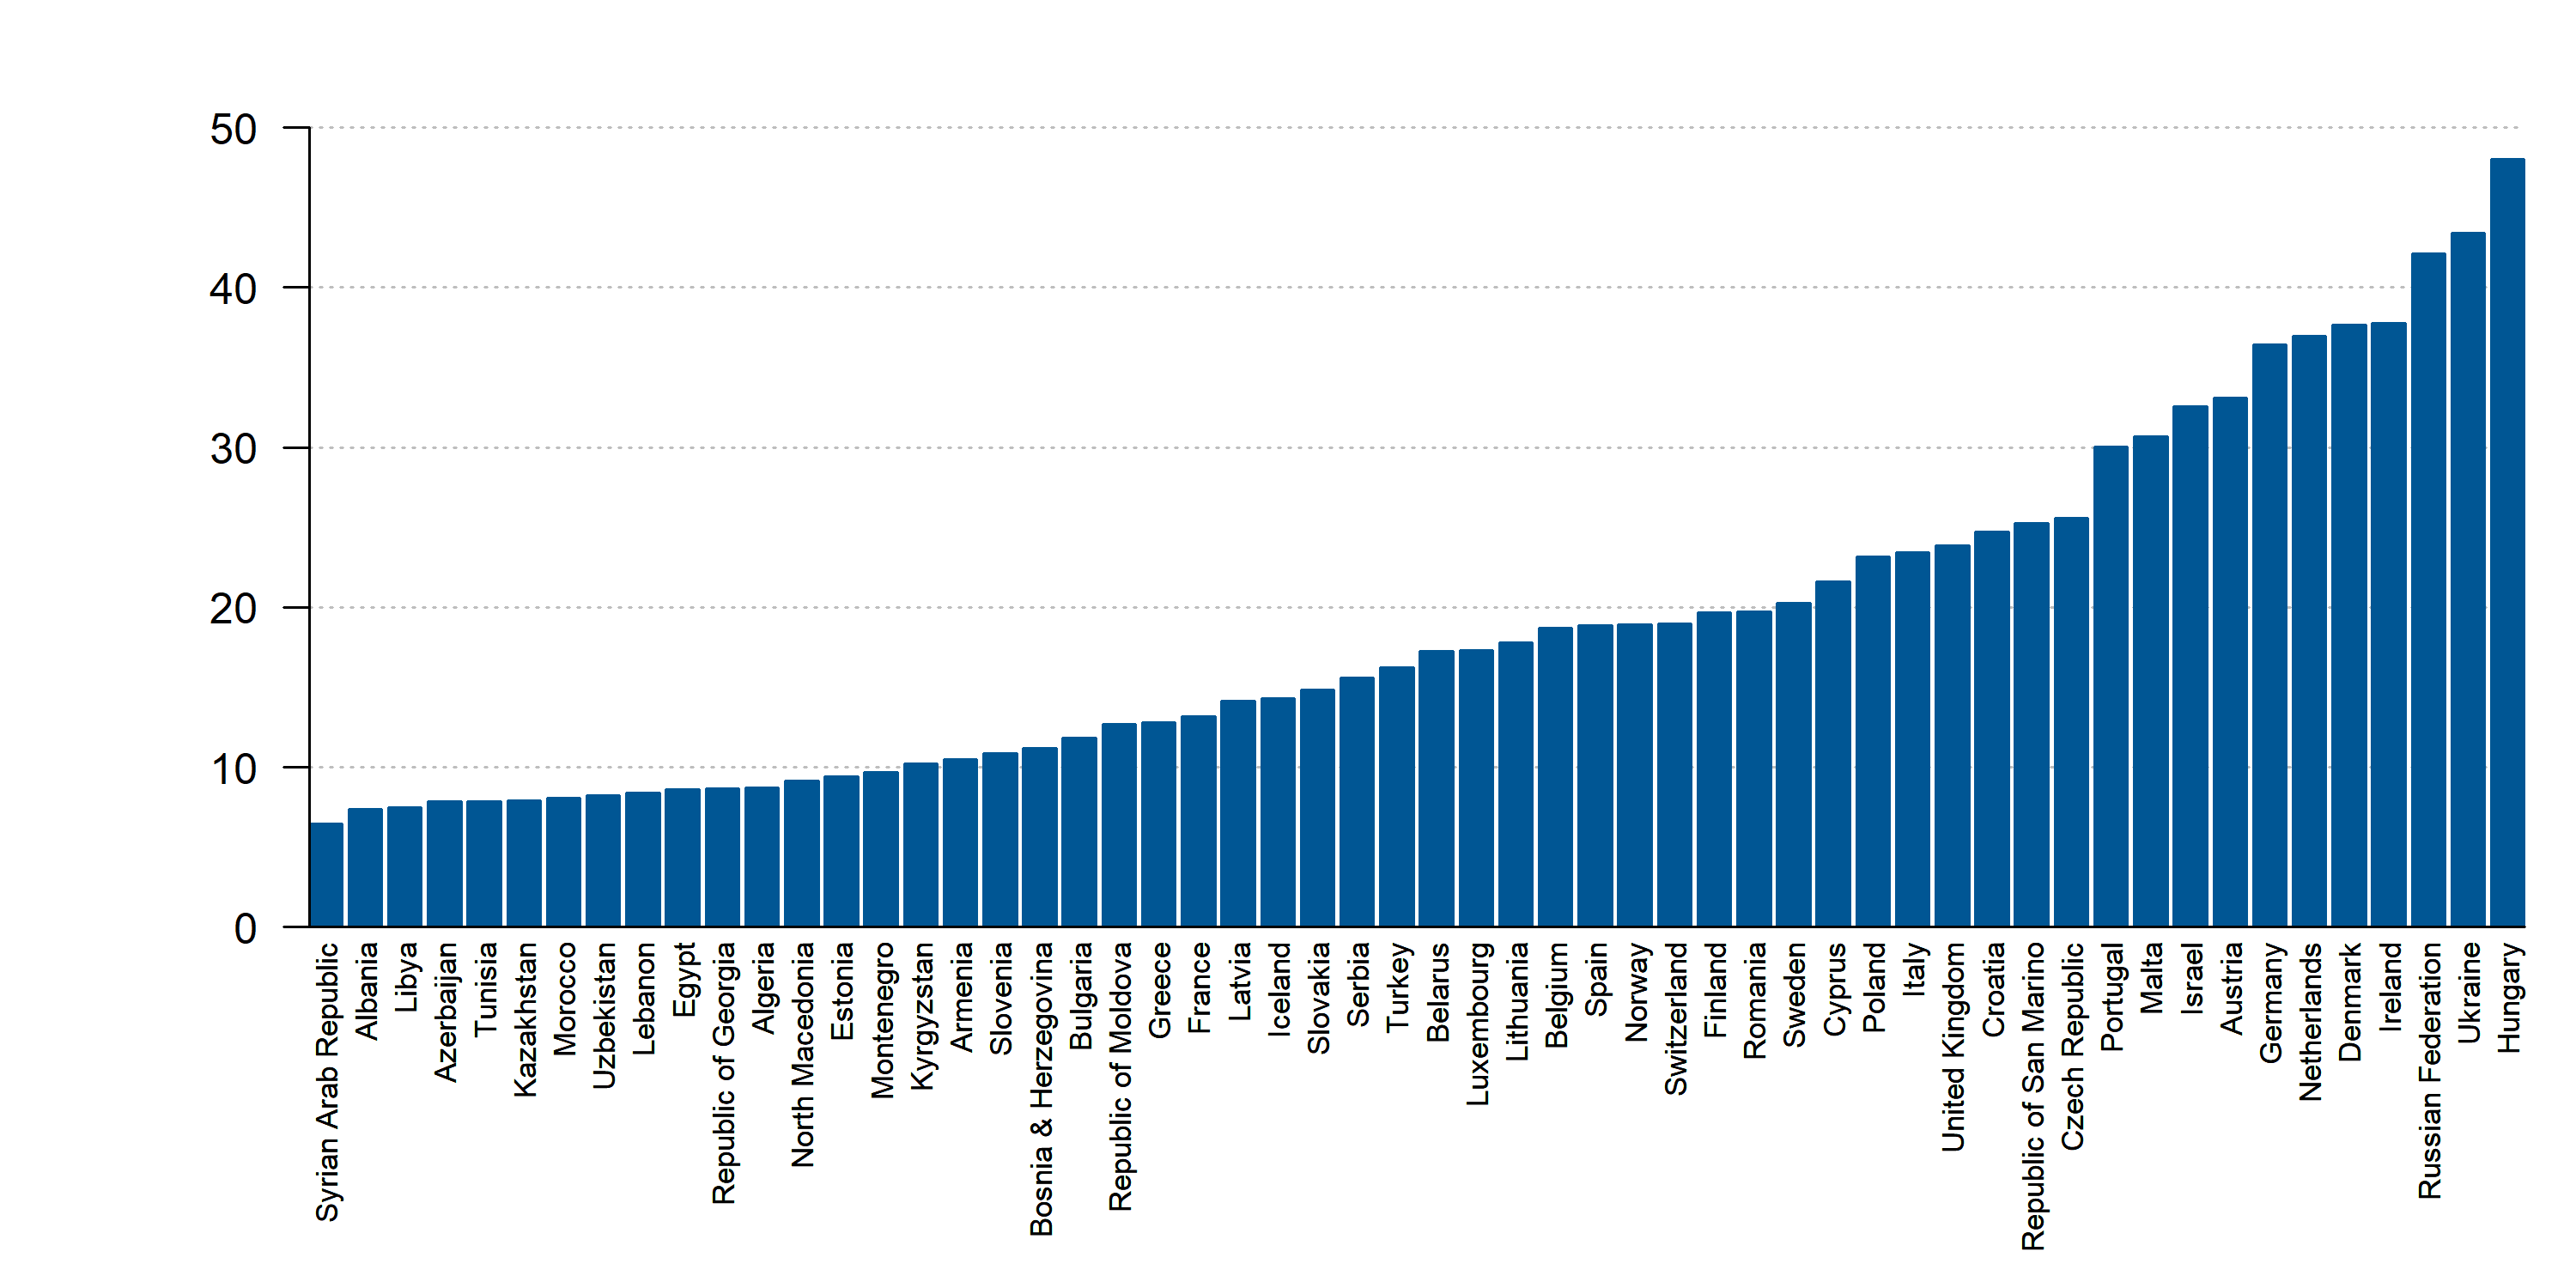 50
40
30
20
10
0
Syrian Arab Republic
Albania
Libya
Azerbaijan
Tunisia
Kazakhstan
Morocco
Uzbekistan
Lebanon
Egypt
Republic of Georgia
Algeria
North Macedonia
Estonia
Montenegro
Kyrgyzstan
Armenia
Slovenia
Bosnia & Herzegovina
Bulgaria
Republic of Moldova
Greece
France
Latvia
Iceland
Slovakia
Serbia
Turkey
Belarus
Luxembourg
Lithuania
Belgium
Spain
Norway
Switzerland
Finland
Romania
Sweden
Cyprus
Poland
Italy
United Kingdom
Croatia
Republic of San Marino
Czech Republic
Portugal
Malta
Israel
Austria
Germany
Netherlands
Denmark
Ireland
Russian Federation
Ukraine
Hungary